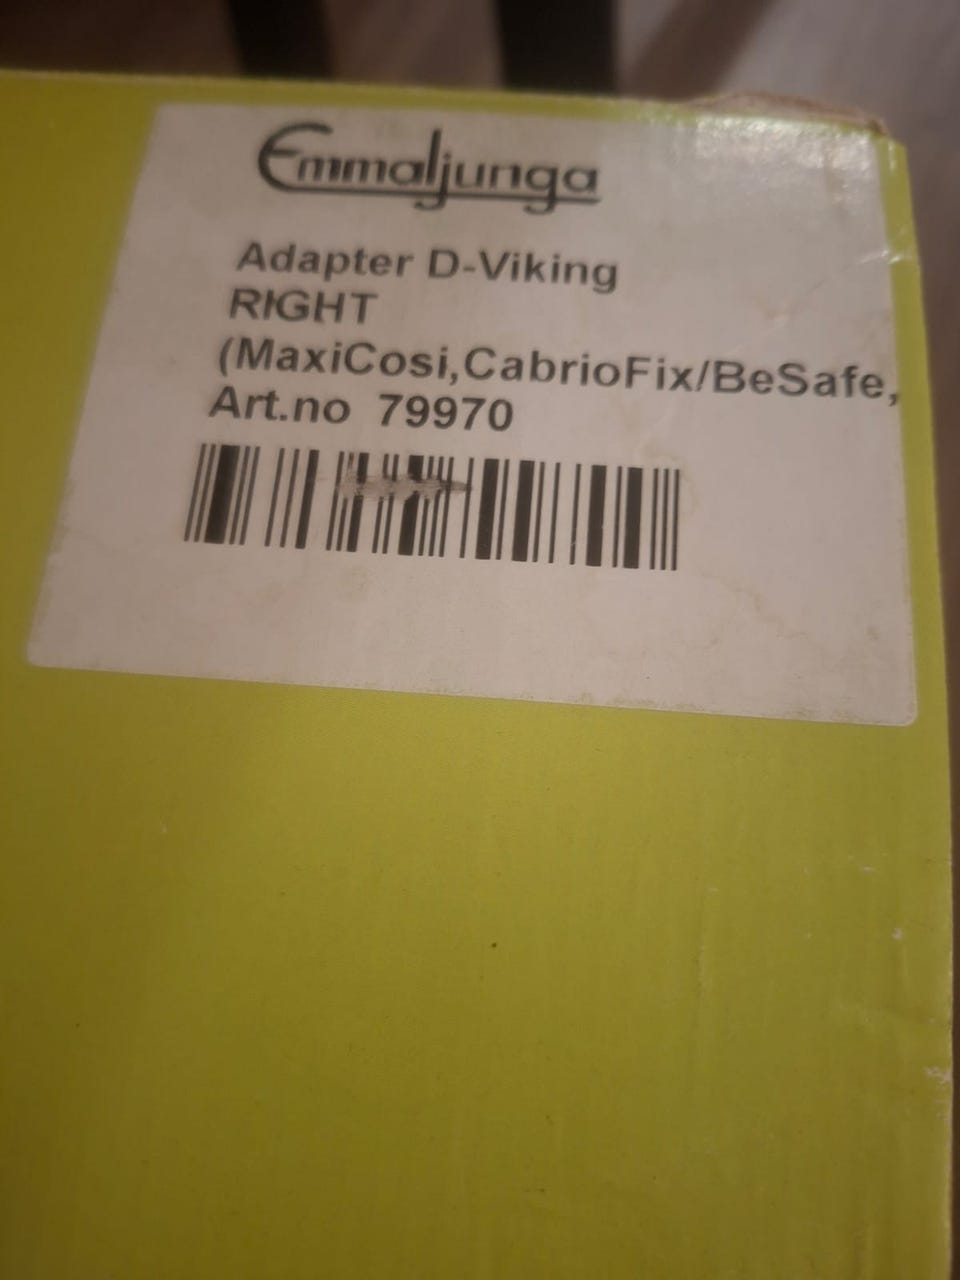 Emmaljunga
Adapter D-Viking
RIGHT
(MaxiCosi,CabrioFix/BeSafe,
Art.no 79970